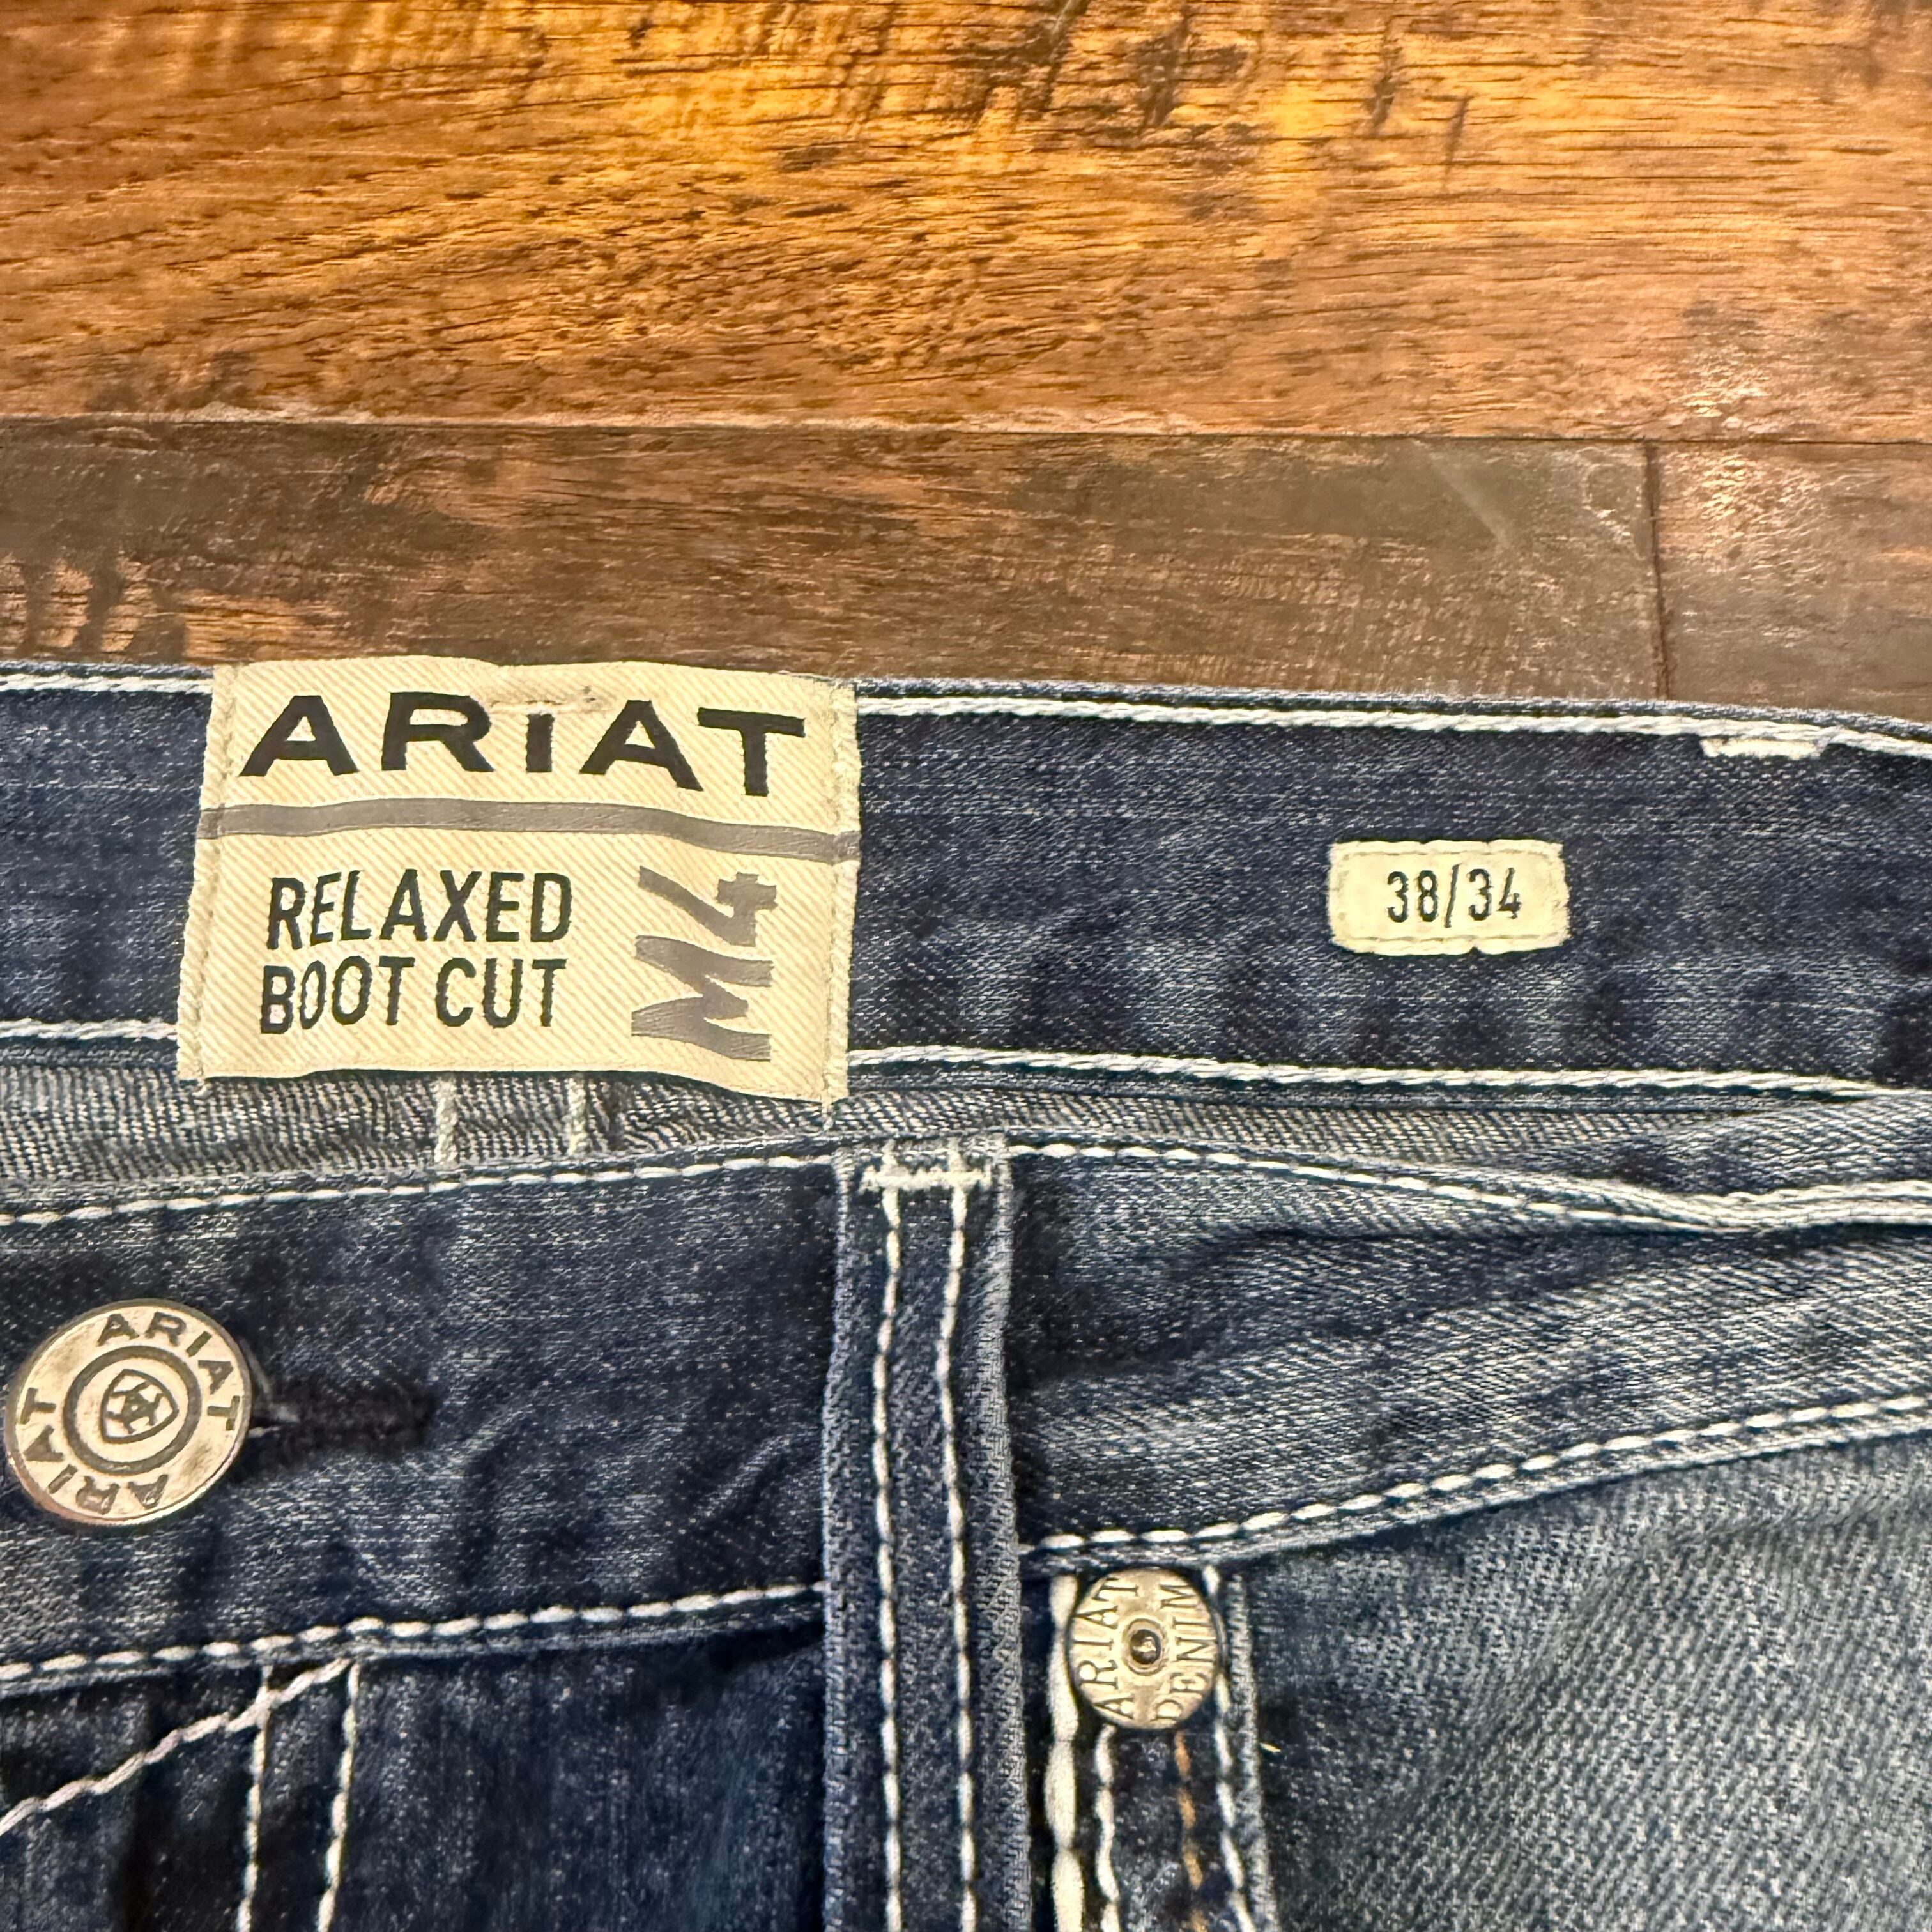 ARIAT
RELAXED
BOOT CUT
M4
38/34
ARIAT
ARIAT
ARIAT
DENIM